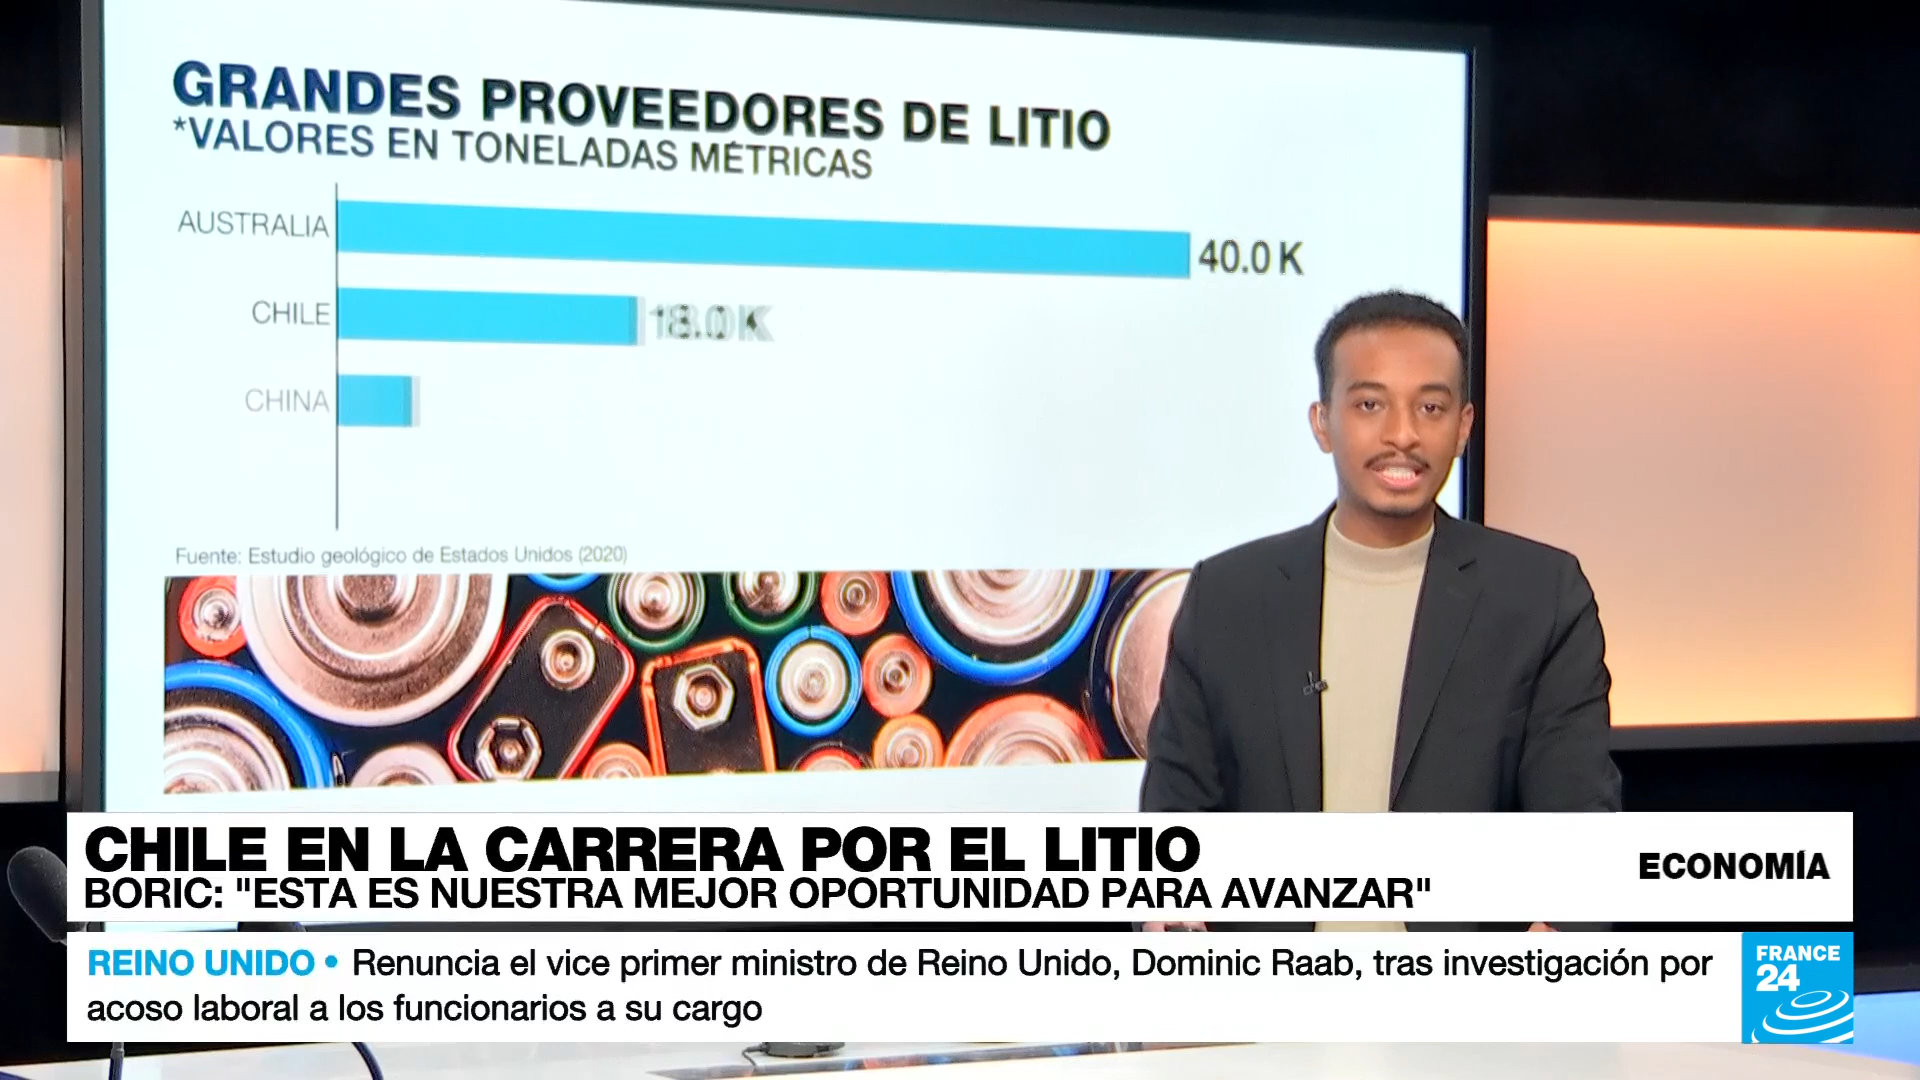 GRANDES PROVEEDORES DE LITIO
*VALORES EN TONELADAS MÉTRICAS
AUSTRALIA
40.0 K
CHILE
CHINA
Fuente: Estudio geológico de Estados Unidos (2020)
CHILE EN LA CARRERA POR EL LITIO
BORIC: "ESTA ES NUESTRA MEJOR OPORTUNIDAD PARA AVANZAR"
ECONOMÍA
REINO UNIDO • Renuncia el vice primer ministro de Reino Unido, Dominic Raab, tras investigación por
acoso laboral a los funcionarios a su cargo
FRANCE
24